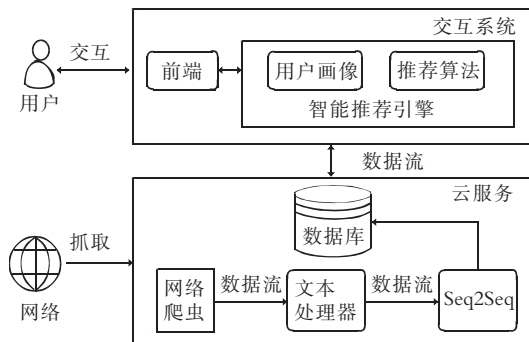 交互系统
交互
前端
用户画像
推荐算法
用户
智能推荐引擎
数据流
云服务
数据库
抓取
网络
网络
爬虫
数据流
文本
处理器
数据流
Seq2Seq